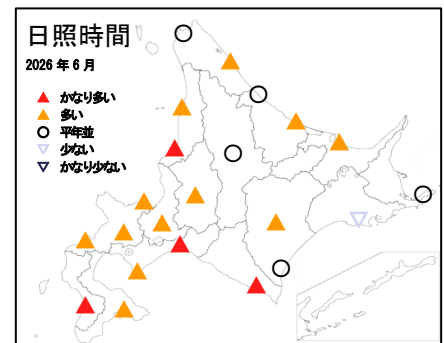 日照時間
2026 年 6 月
かなり多い
多い
平年並
少ない
かなり少ない